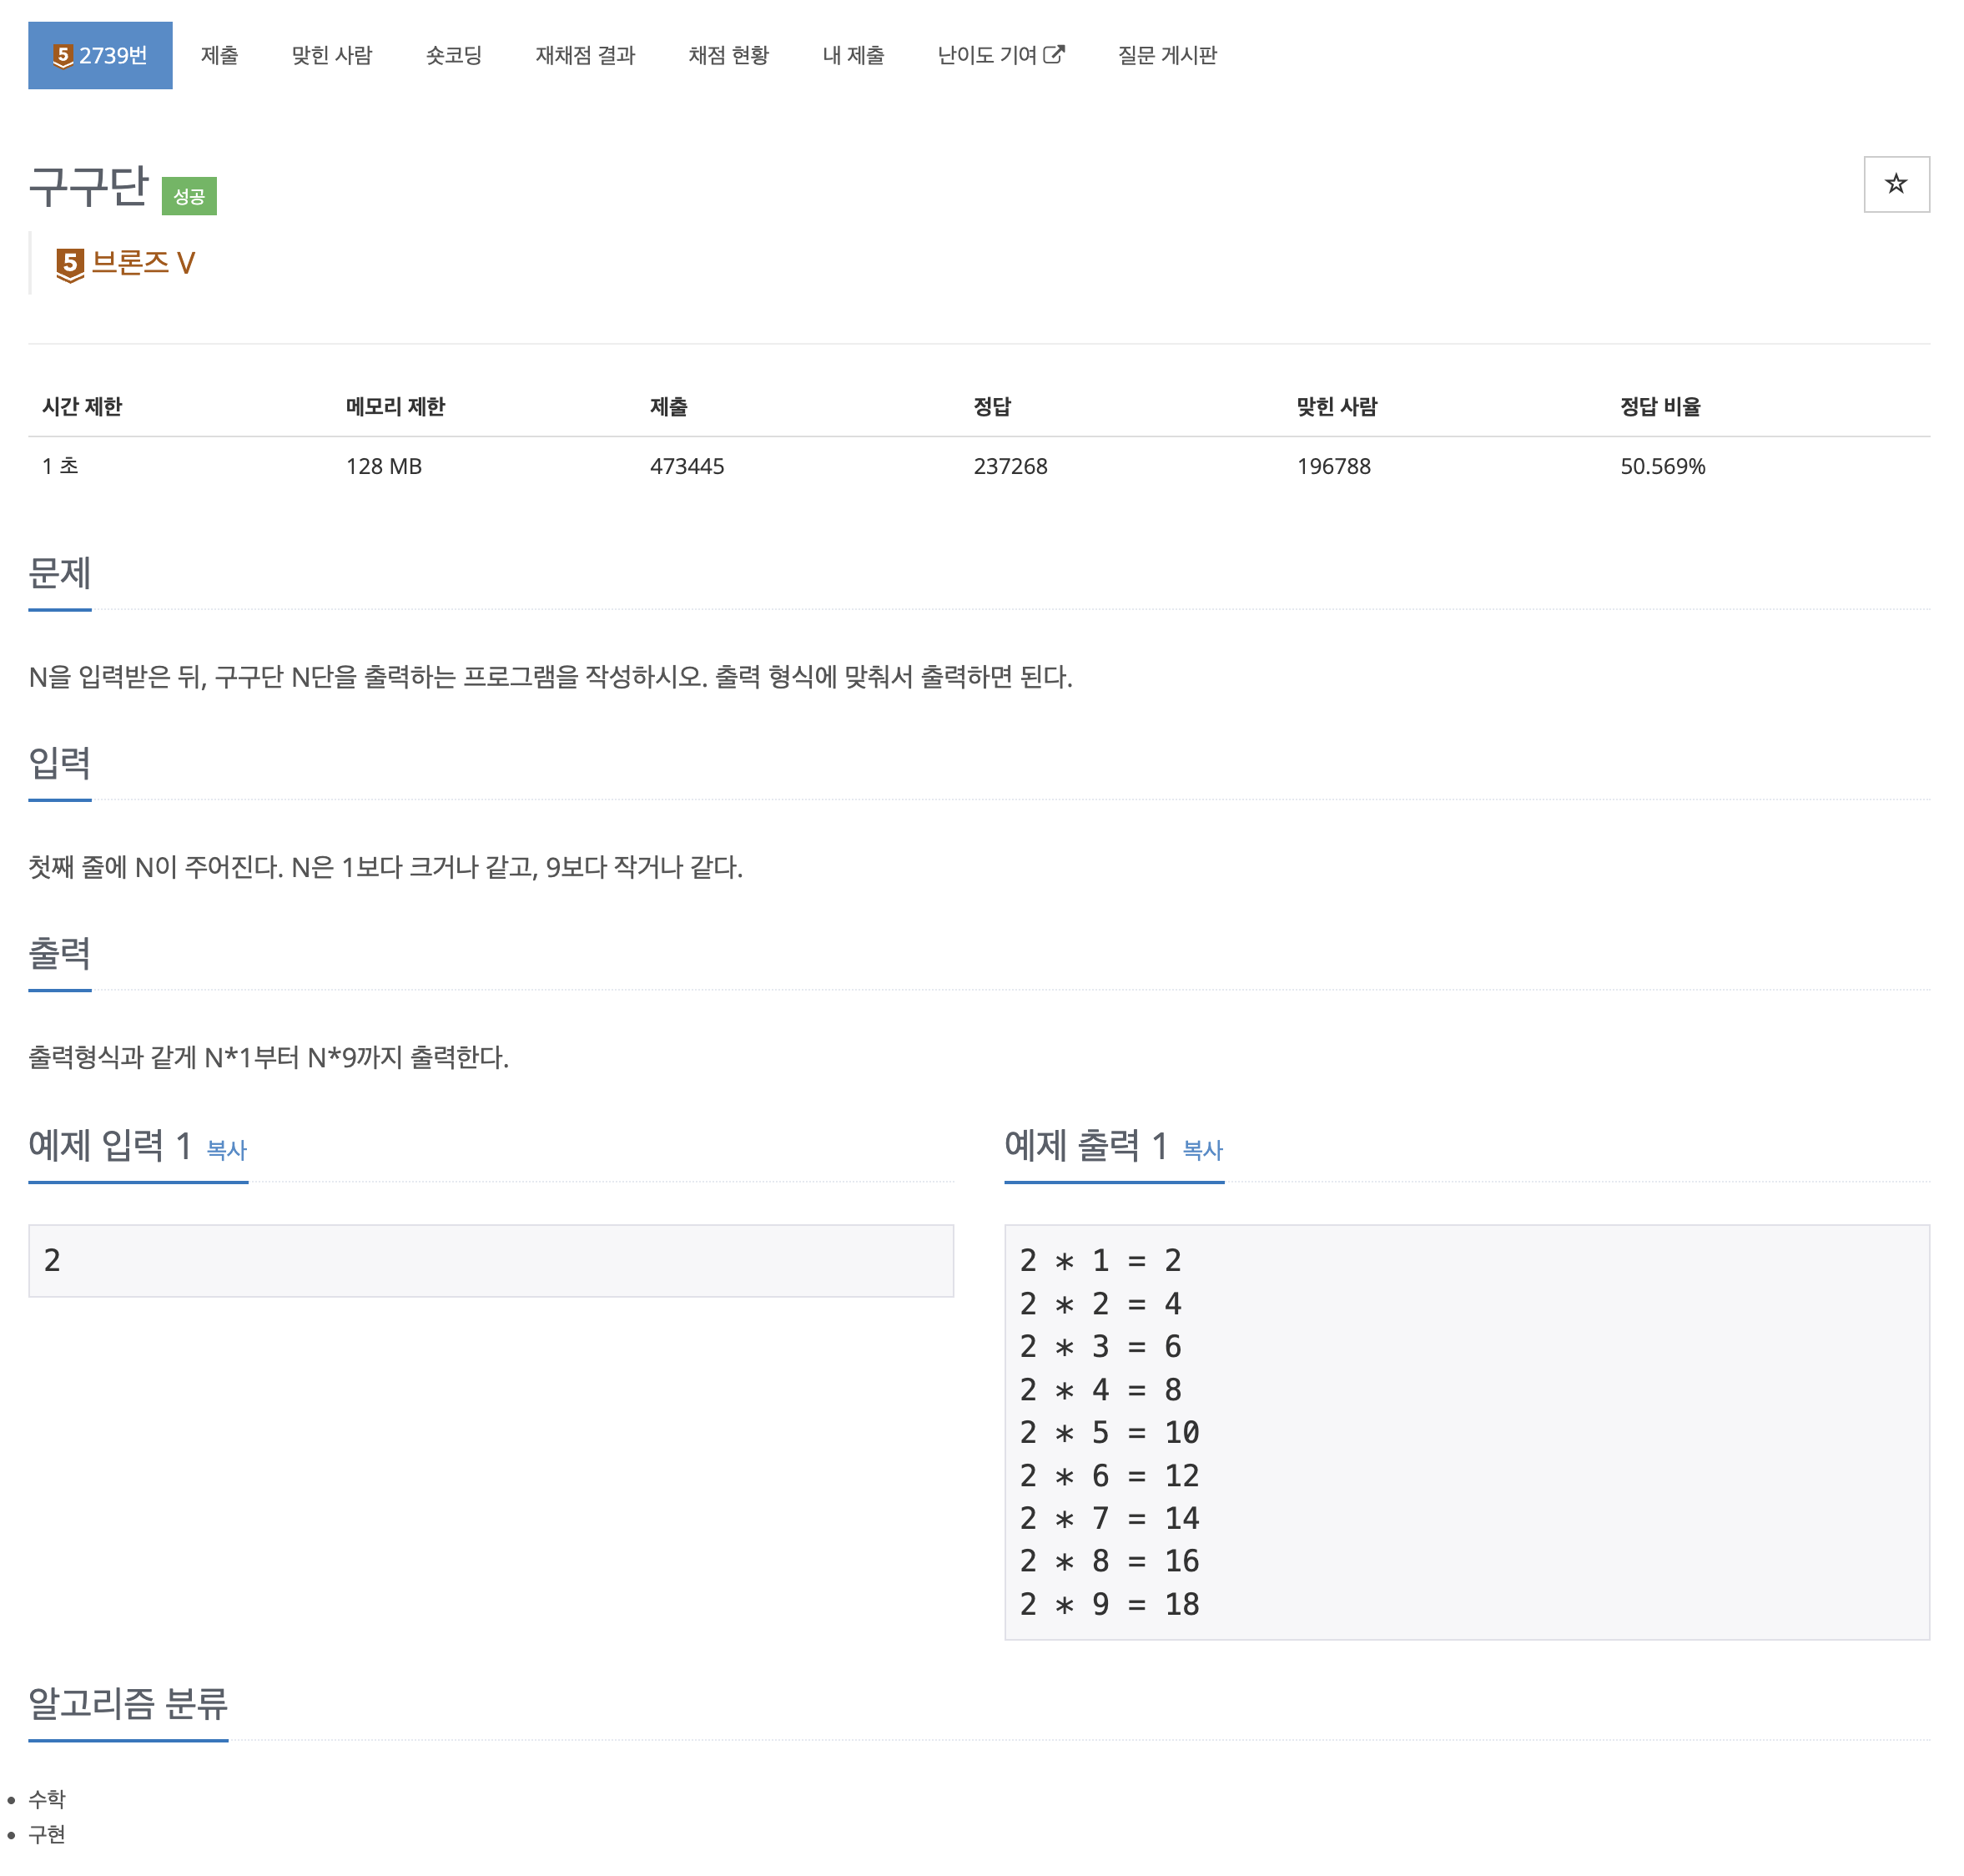 5 2739번 제출 맞힌 사람 숏코딩 재채점 결과 채점 현황 내 제출 난이도 기여 질문 게시판
구구단 성공
5 브론즈 V
시간 제한 메모리 제한 제출 정답 맞힌 사람 정답 비율
1 초 128 MB 473445 237268 196788 50.569%
문제
N을 입력받은 뒤, 구구단 N단을 출력하는 프로그램을 작성하시오. 출력 형식에 맞춰서 출력하면 된다.
입력
첫째 줄에 N이 주어진다. N은 1보다 크거나 같고, 9보다 작거나 같다.
출력
출력형식과 같게 N*1부터 N*9까지 출력한다.
예제 입력 1 복사
2
예제 출력 1 복사
2 * 1 = 2
2 * 2 = 4
2 * 3 = 6
2 * 4 = 8
2 * 5 = 10
2 * 6 = 12
2 * 7 = 14
2 * 8 = 16
2 * 9 = 18
알고리즘 분류
• 수학
• 구현